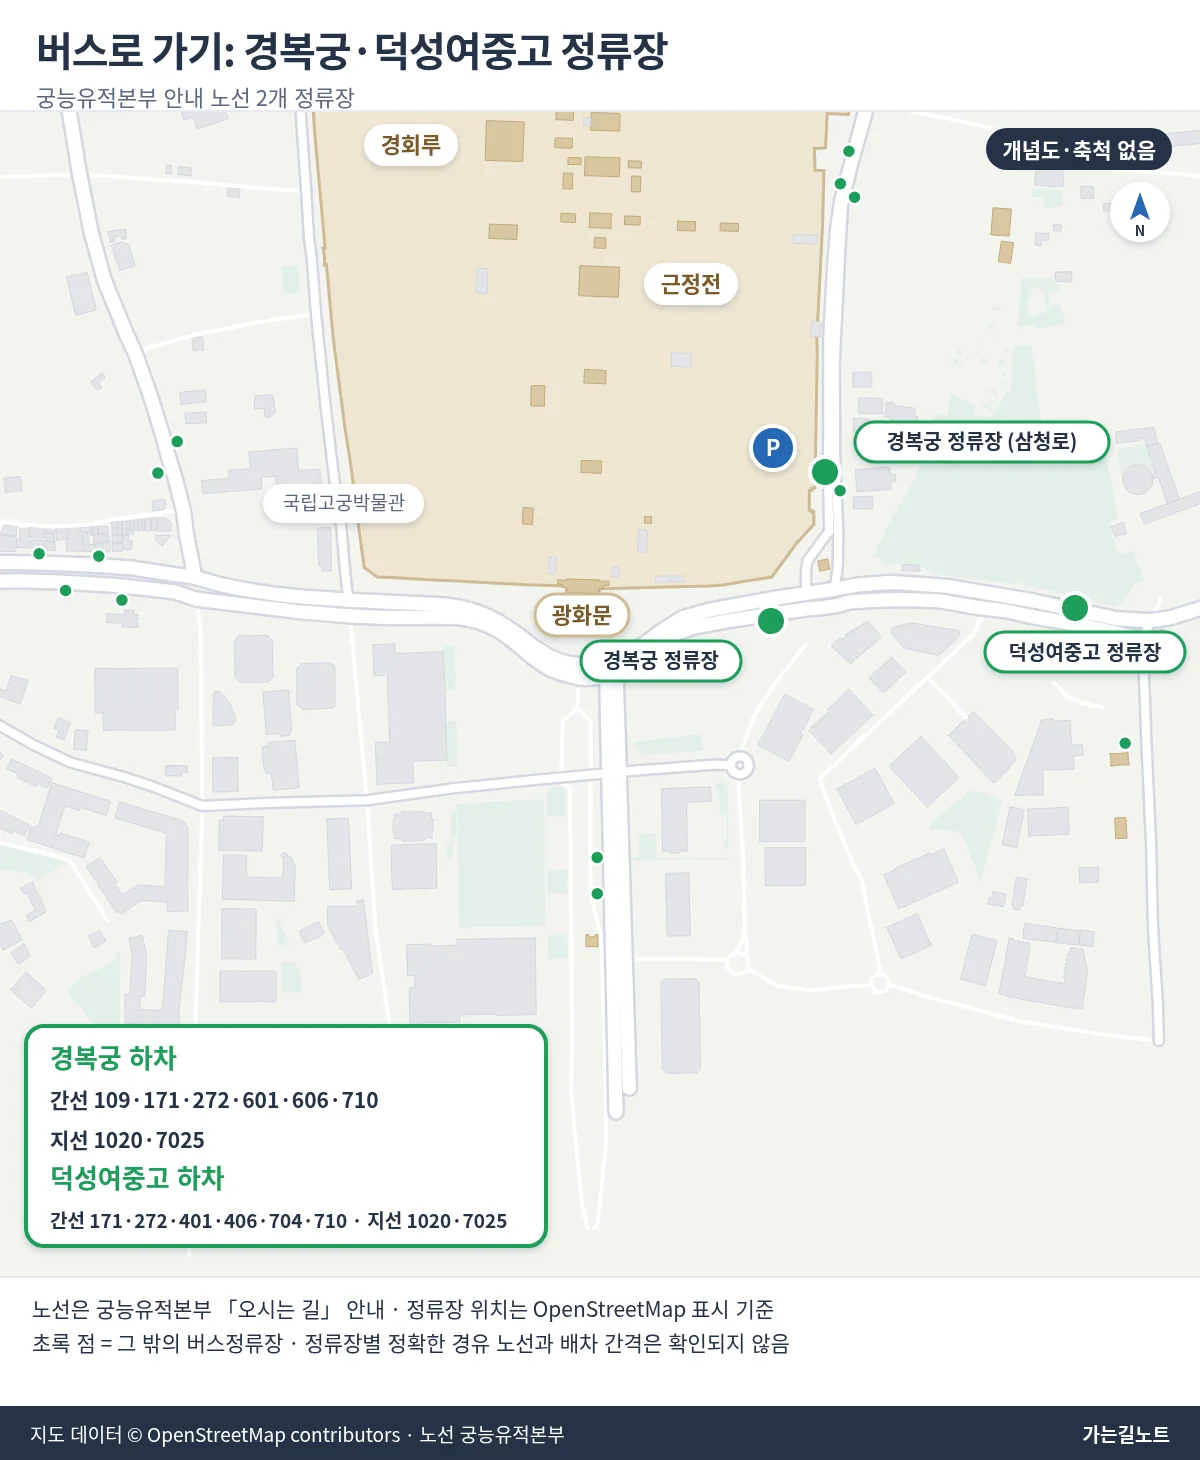 버스로 가기: 경복궁·덕성여중고 정류장
궁능유적본부 안내 노선 2개 정류장
경회루
개념도·축척 없음
N
근정전
P
경복궁 정류장 (삼청로)
국립고궁박물관
광화문
경복궁 정류장
덕성여중고 정류장
경복궁 하차
간선 109·171·272·601·606·710
지선 1020·7025
덕성여중고 하차
간선 171·272·401·406·704·710 · 지선 1020·7025
노선은 궁능유적본부 「오시는 길」 안내 · 정류장 위치는 OpenStreetMap 표시 기준
초록 점 = 그 밖의 버스정류장 · 정류장별 정확한 경유 노선과 배차 간격은 확인되지 않음
지도 데이터 © OpenStreetMap contributors · 노선 궁능유적본부
가는길노트